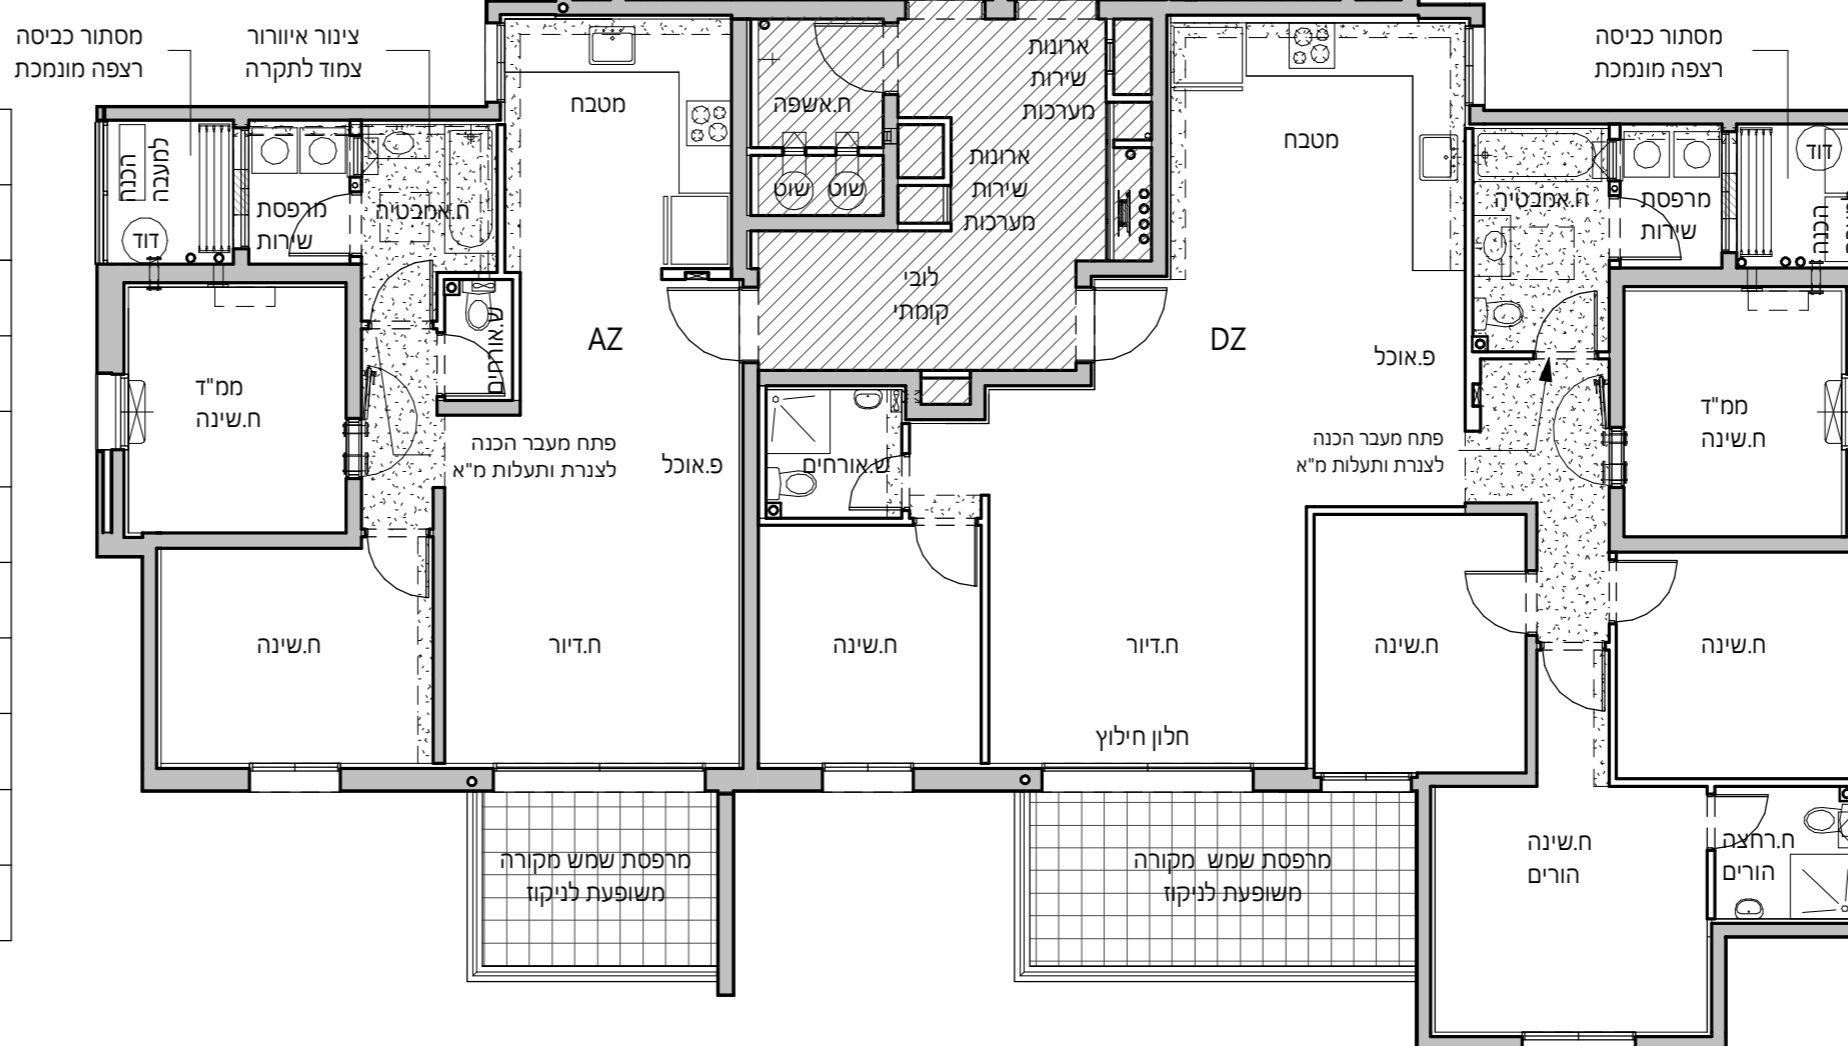 מסתור כביסה
רצפה מונמכת
צינור איוורור
צמוד לתקרה
מסתור כביסה
רצפה מונמכת
ארונות
שירות
מערכות
מטבח
ח.אשפה
מטבח
הכנה
למעבה
דוד
מרפסת
שירות
ח.אמבטיה
שוט
שוט
ארונות
שירות
מערכות
ח.אמבטיה
מרפסת
שירות
דוד
הכנה
לובי
קומתי
AZ
DZ
ש.אורחים
פ.אוכל
ממ"ד
ח.שינה
ממ"ד
ח.שינה
פתח מעבר הכנה
לצנרת ותעלות מ"א
פ.אוכל
ש.אורחים
פתח מעבר הכנה
לצנרת ותעלות מ"א
ח.שינה
ח.דיור
ח.שינה
ח.דיור
ח.שינה
ח.שינה
חלון חילוץ
מרפסת שמש מקורה
משופעת לניקוז
מרפסת שמש מקורה
משופעת לניקוז
ח.שינה
הורים
ח.רחצה
הורים